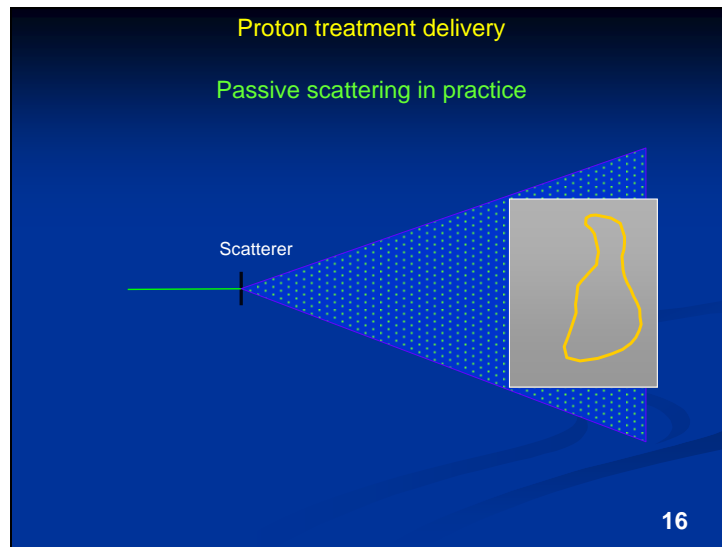 Proton treatment delivery
Passive scattering in practice
Scatterer
16